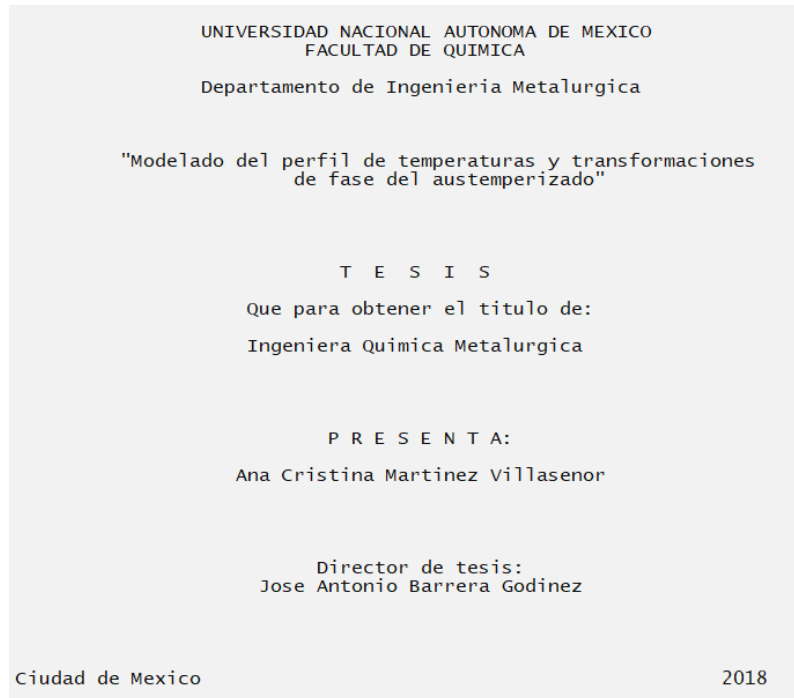 UNIVERSIDAD NACIONAL AUTONOMA DE MEXICO
FACULTAD DE QUIMICA
Departamento de Ingenieria Metalurgica
"Modelado del perfil de temperaturas y transformaciones
de fase del austemperizado"
T E S I S
Que para obtener el titulo de:
Ingeniera Quimica Metalurgica
P R E S E N T A:
Ana Cristina Martinez Villasenor
Director de tesis:
Jose Antonio Barrera Godinez
Ciudad de Mexico 2018